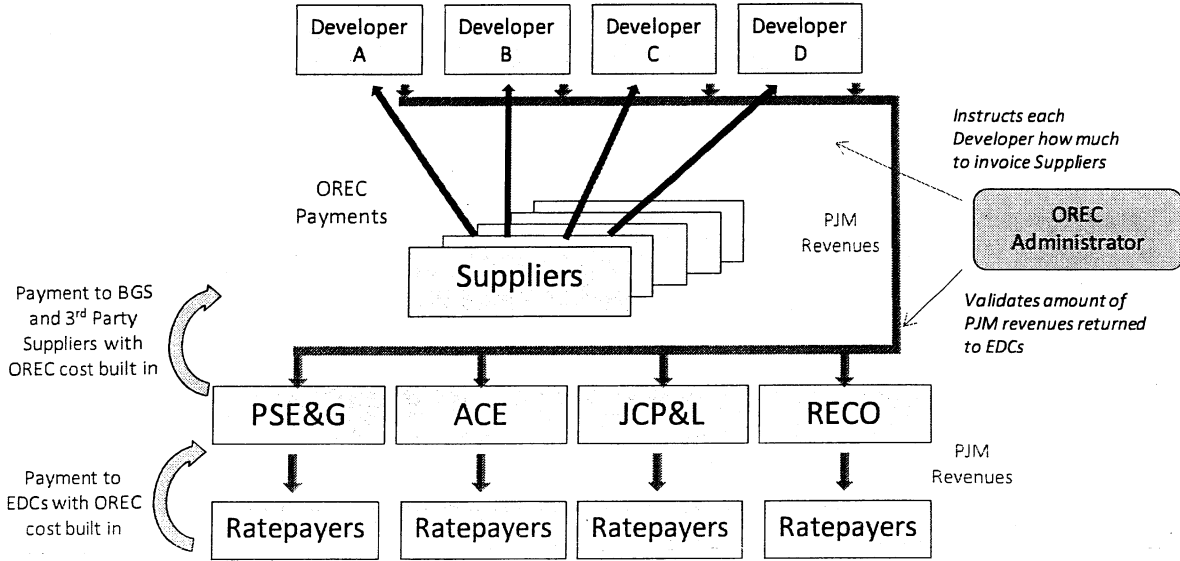 Developer
A
Developer
B
Developer
C
Developer
D
Instructs each
Developer how much
to invoice Suppliers
OREC
Payments
PJM
Revenues
OREC
Administrator
Suppliers
Payment to BGS
and 3rd Party
Suppliers with
OREC cost built in
Validates amount of
PJM revenues returned
to EDCs
PSE&G
ACE
JCP&L
RECO
PJM
Revenues
Payment to
EDCs with OREC
cost built in
Ratepayers
Ratepayers
Ratepayers
Ratepayers